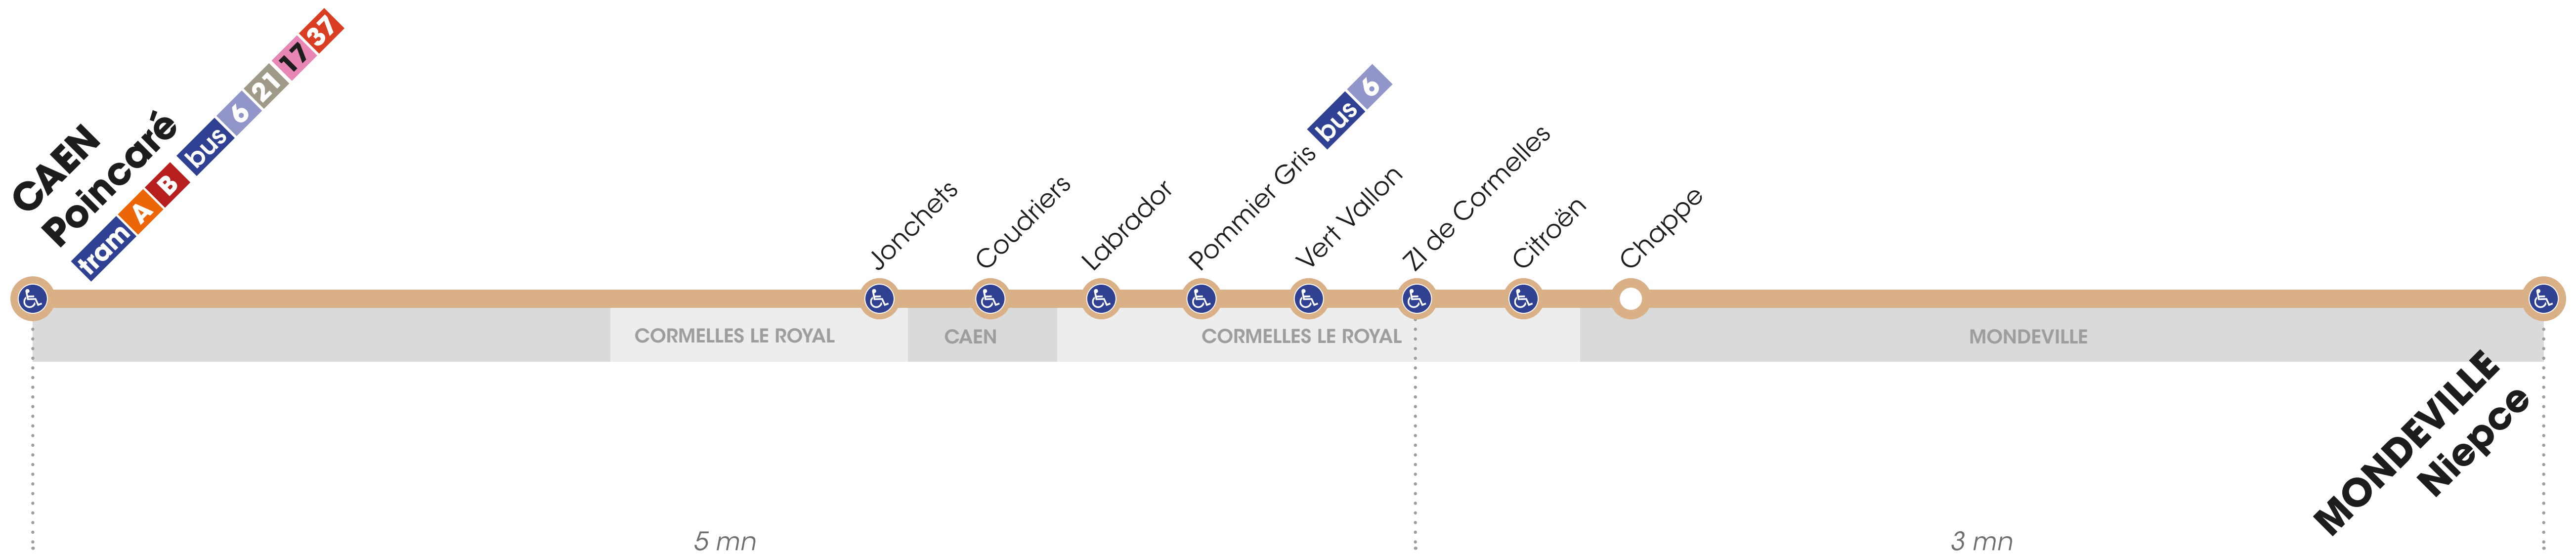 CAEN
Poincaré
tram A B bus 6 21 17 37
Jonchets
Coudriers
Labrador
Pommier Gris bus 6
Vert Vallon
ZI de Cormelles
Citroën
Chappe
CORMELLES LE ROYAL
CAEN
CORMELLES LE ROYAL
MONDEVILLE
MONDEVILLE
Niepce
5 mn
3 mn